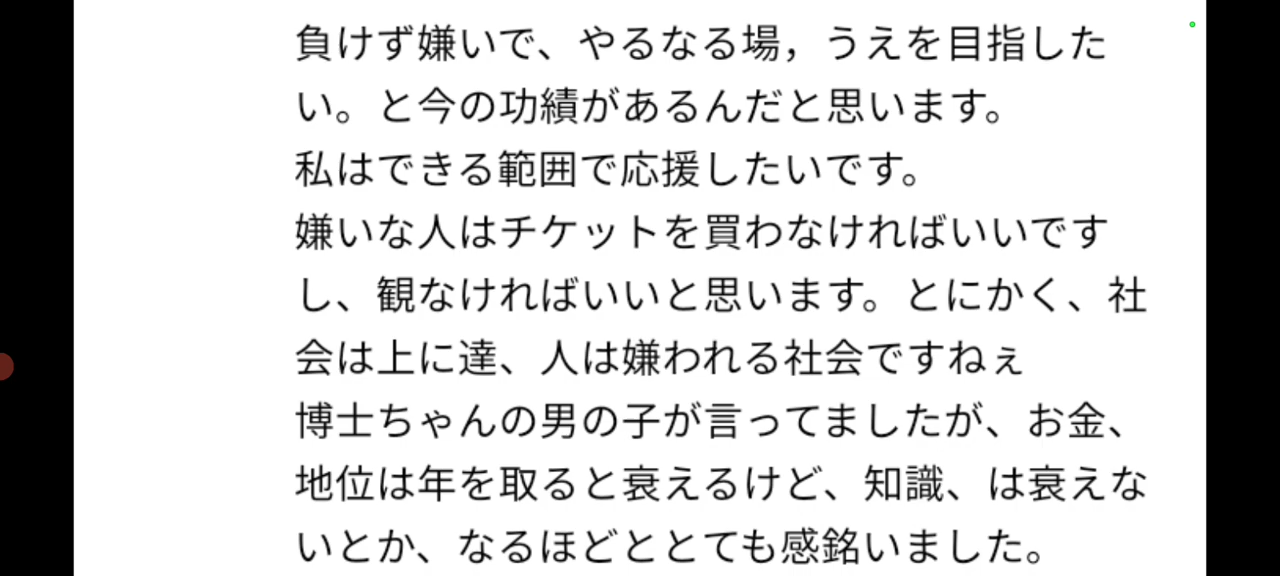 負けず嫌いで、やるなる場，うえを目指した
い。と今の功績があるんだと思います。
私はできる範囲で応援したいです。
嫌いな人はチケットを買わなければいいです
し、観なければいいと思います。とにかく、社
会は上に達、人は嫌われる社会ですねぇ
博士ちゃんの男の子が言ってましたが、お金、
地位は年を取ると衰えるけど、知識、は衰えな
いとか、なるほどととても感銘いました。